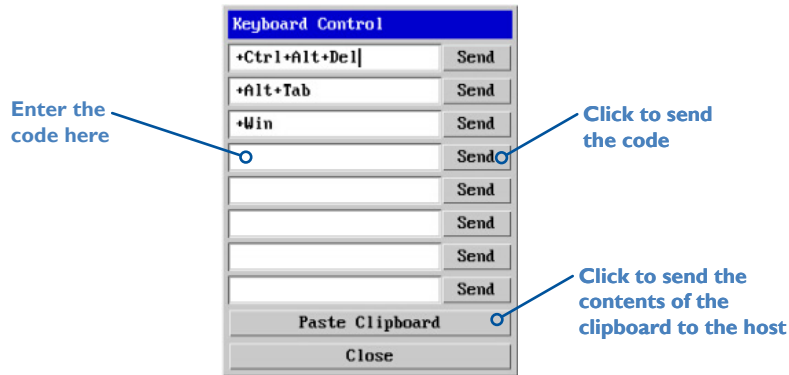 Keyboard Control
+Ctrl+Alt+Del Send
+Alt+Tab Send
+Win Send
Enter the
code here
Send
Click to send
the code
Send
Send
Send
Send
Click to send the
contents of the
clipboard to the host
Paste Clipboard
Close